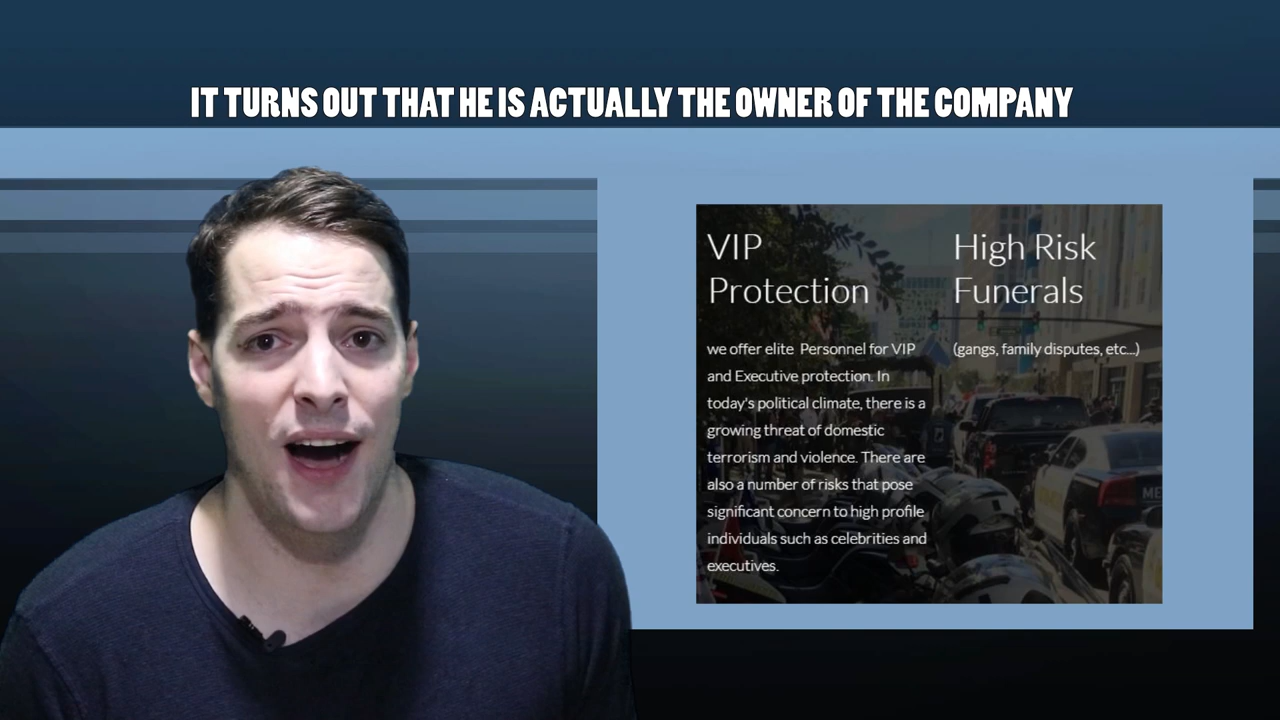 IT TURNS OUT THAT HE IS ACTUALLY THE OWNER OF THE COMPANY
VIP
Protection
we offer elite Personnel for VIP
and Executive protection. In
today's political climate, there is a
growing threat of domestic
terrorism and violence. There are
also a number of risks that pose
significant concern to high profile
individuals such as celebrities and
executives.
High Risk
Funerals
(gangs, family disputes, etc...)
ME